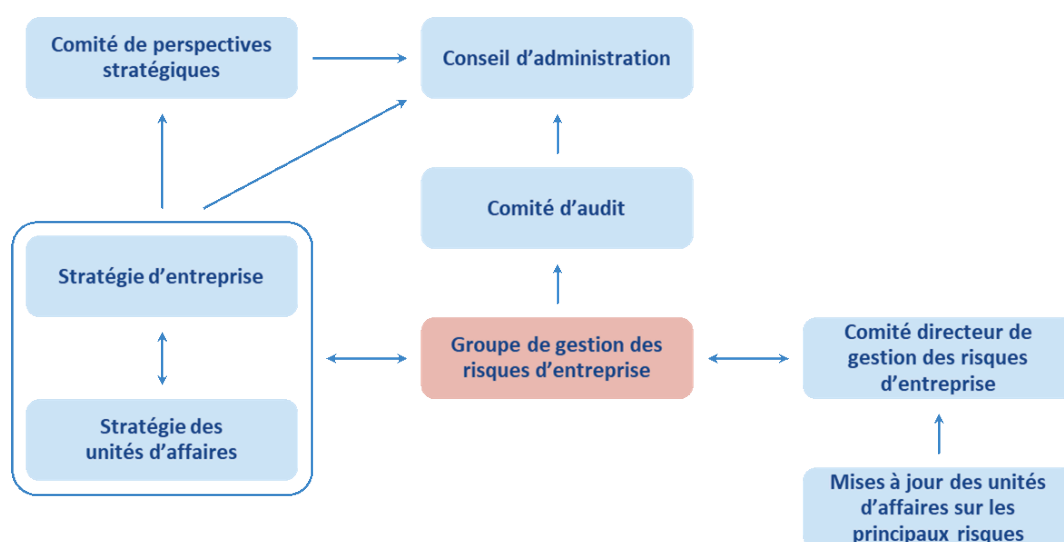 Comité de perspectives
stratégiques
Conseil d’administration
Comité d’audit
Stratégie d’entreprise
Groupe de gestion des
risques d’entreprise
Comité directeur de
gestion des risques
d’entreprise
Stratégie des
unités d’affaires
Mises à jour des unités
d’affaires sur les
principaux risques